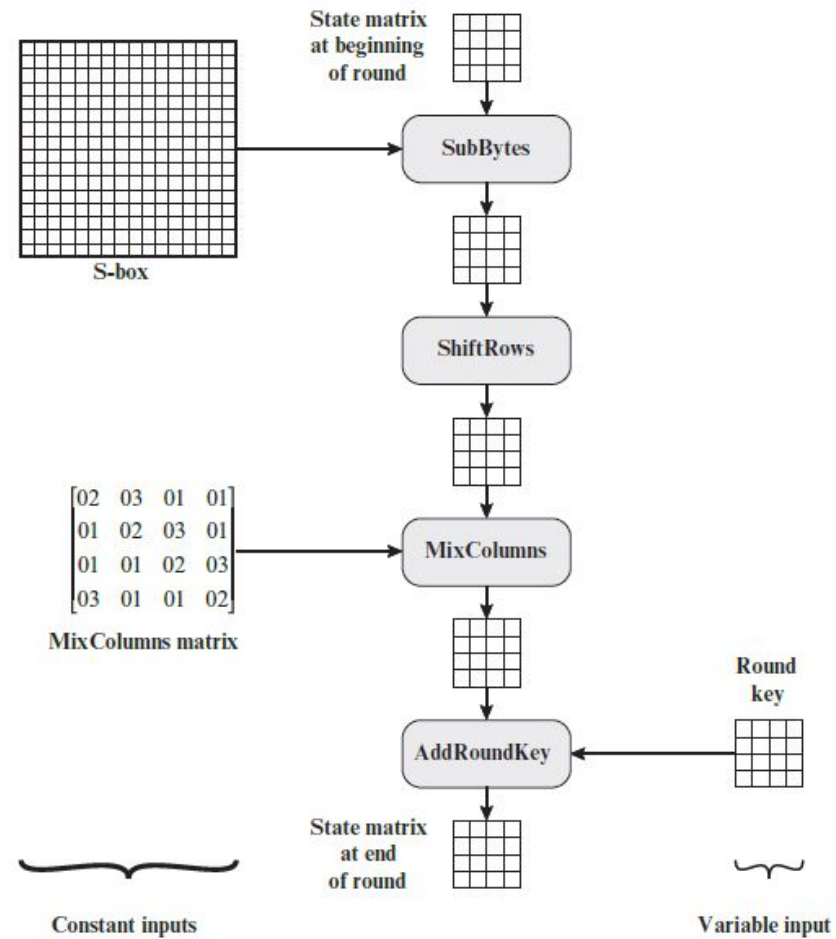 State matrix
at beginning
of round
SubBytes
S-box
ShiftRows
02 03 01 01
01 02 03 01
01 01 02 03
03 01 01 02
MixColumns
MixColumns matrix
Round
key
AddRoundKey
State matrix
at end
of round
Constant inputs
Variable input